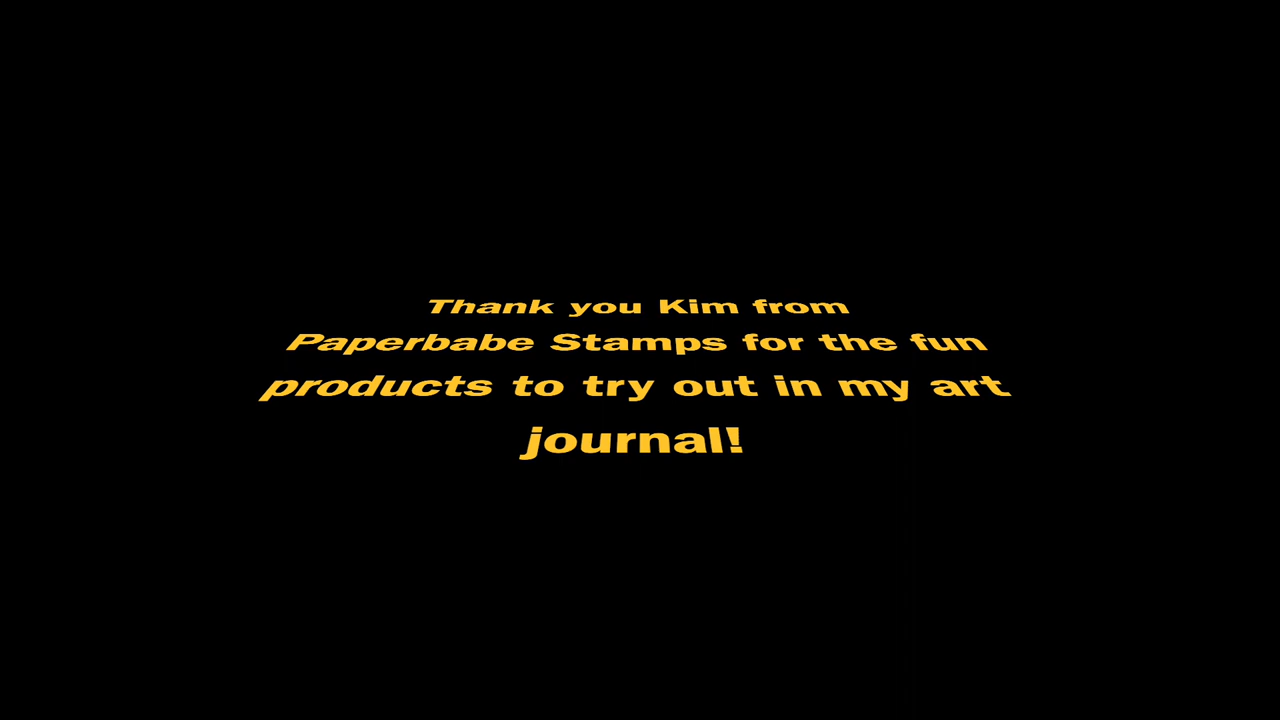 Thank you Kim from
Paperbabe Stamps for the fun
products to try out in my art
journal!